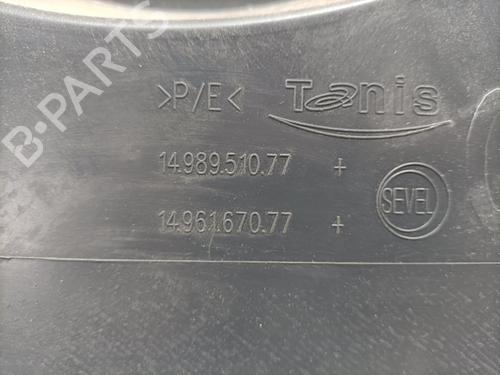 >P/E< Tanis
14.989.510.77 +
14.961.670.77 +
SEVEL
B-PARTS